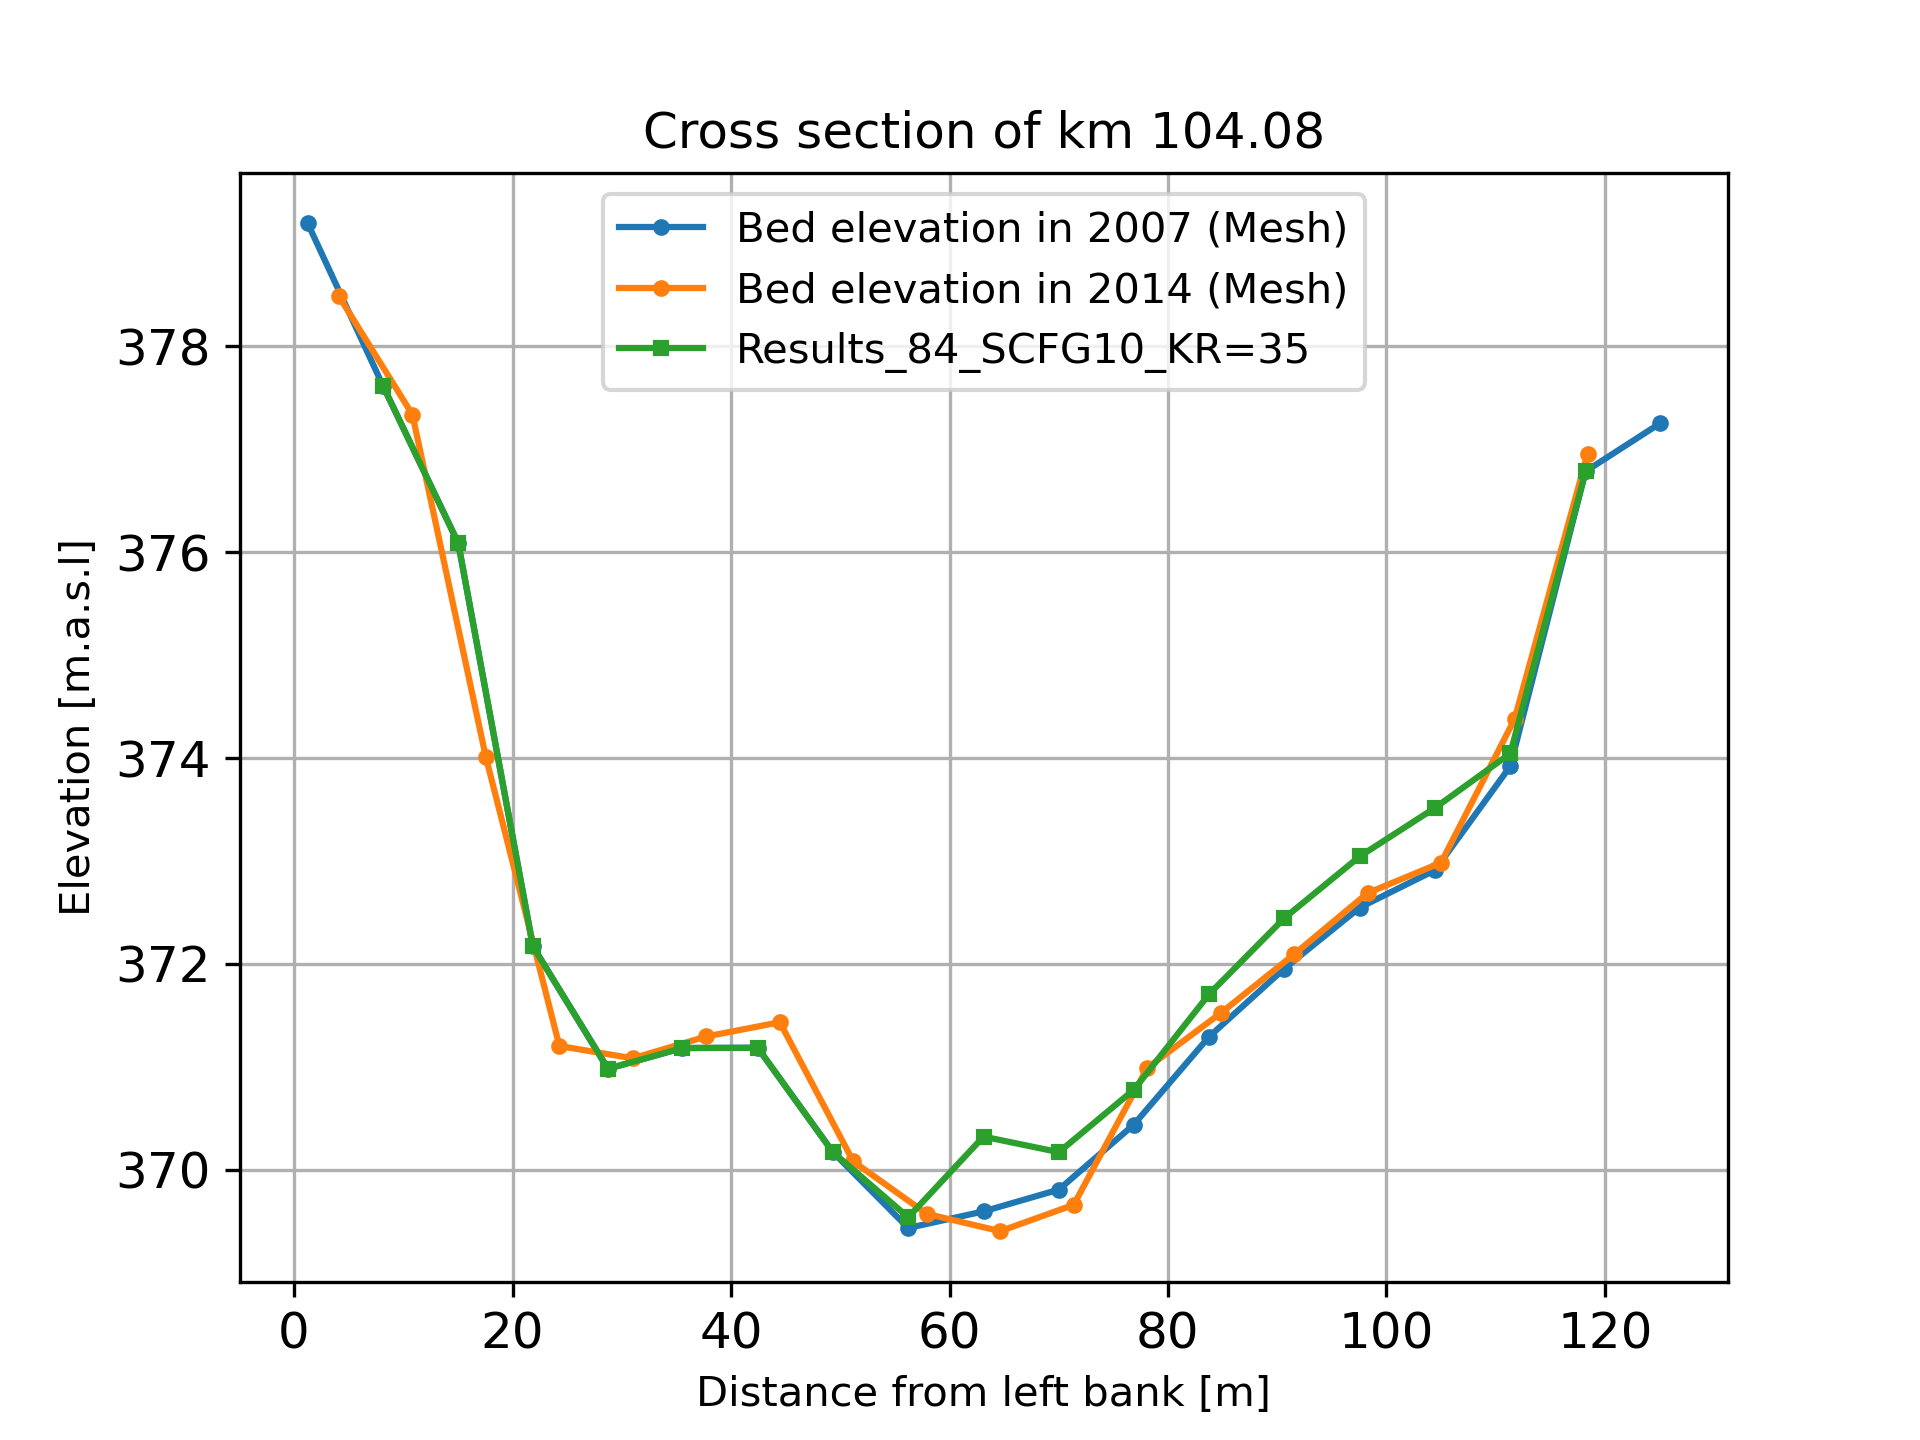 Cross section of km 104.08
Bed elevation in 2007 (Mesh)
Bed elevation in 2014 (Mesh)
Results_84_SCFG10_KR=35
378
376
374
372
370
Elevation [m.a.s.l]
0 20 40 60 80 100 120
Distance from left bank [m]